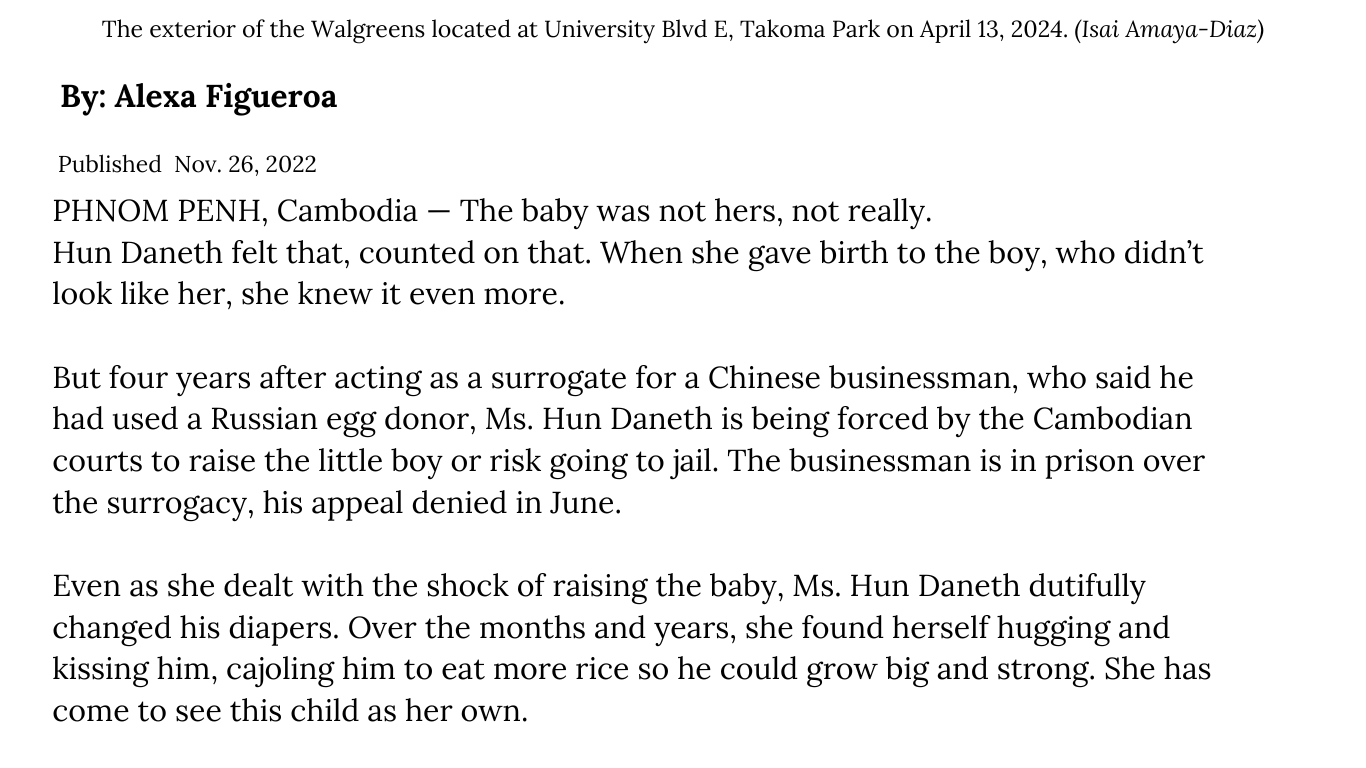 The exterior of the Walgreens located at University Blvd E, Takoma Park on April 13, 2024. (Isai Amaya-Diaz)
By: Alexa Figueroa
Published  Nov. 26, 2022
PHNOM PENH, Cambodia — The baby was not hers, not really.
Hun Daneth felt that, counted on that. When she gave birth to the boy, who didn’t
look like her, she knew it even more.
But four years after acting as a surrogate for a Chinese businessman, who said he
had used a Russian egg donor, Ms. Hun Daneth is being forced by the Cambodian
courts to raise the little boy or risk going to jail. The businessman is in prison over
the surrogacy, his appeal denied in June.
Even as she dealt with the shock of raising the baby, Ms. Hun Daneth dutifully
changed his diapers. Over the months and years, she found herself hugging and
kissing him, cajoling him to eat more rice so he could grow big and strong. She has
come to see this child as her own.